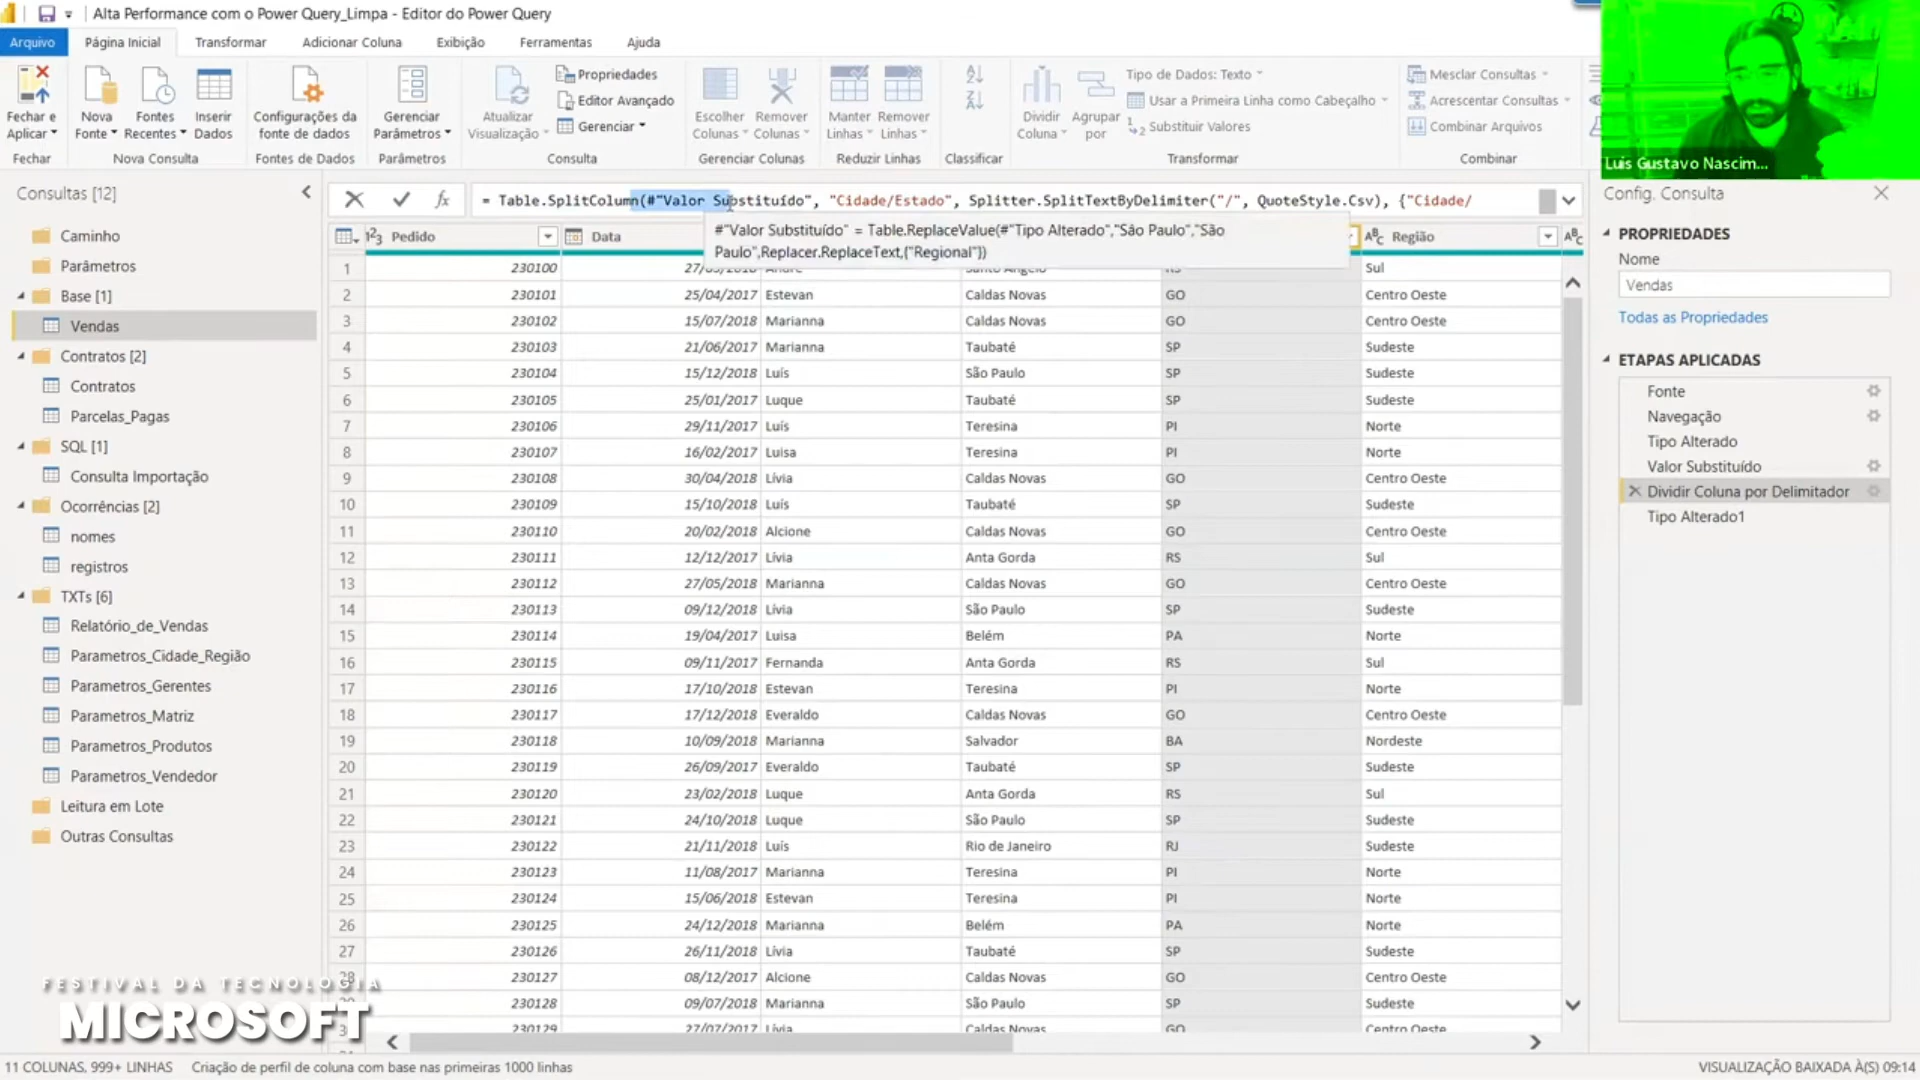 Alta Performance com o Power Query_Limpa - Editor do Power Query
Arquivo
Página Inicial
Transformar
Adicionar Coluna
Exibição
Ferramentas
Ajuda
Fechar e Aplicar
Fechar
Nova Fonte
Fontes Recentes
Inserir Dados
Nova Consulta
Configurações da fonte de dados
Fontes de Dados
Gerenciar Parâmetros
Parâmetros
Atualizar Visualização
Propriedades
Editor Avançado
Gerenciar
Consulta
Escolher Colunas
Remover Colunas
Gerenciar Colunas
Manter Linhas
Remover Linhas
Reduzir Linhas
Classificar
Dividir Coluna
Agrupar por
Tipo de Dados: Texto
Usar a Primeira Linha como Cabeçalho
Substituir Valores
Transformar
Mesclar Consultas
Acrescentar Consultas
Combinar Arquivos
Combinar
Luis Gustavo Nascim...
Consultas [12]
Caminho
Parâmetros
Base [1]
Vendas
Contratos [2]
Contratos
Parcelas_Pagas
SQL [1]
Consulta Importação
Ocorrências [2]
nomes
registros
TXTs [6]
Relatório_de_Vendas
Parametros_Cidade_Região
Parametros_Gerentes
Parametros_Matriz
Parametros_Produtos
Parametros_Vendedor
Leitura em Lote
Outras Consultas
fx
= Table.SplitColumn(#"Valor Substituído", "Cidade/Estado", Splitter.SplitTextByDelimiter("/", QuoteStyle.Csv), {"Cidade/
#"Valor Substituído" = Table.ReplaceValue(#"Tipo Alterado","São Paulo","São
Paulo",Replacer.ReplaceText,{"Regional"})
Pedido Data Região
1 230100 Sul
2 230101 25/04/2017 Estevan Caldas Novas GO Centro Oeste
3 230102 15/07/2018 Marianna Caldas Novas GO Centro Oeste
4 230103 21/06/2017 Marianna Taubaté SP Sudeste
5 230104 15/12/2018 Luís São Paulo SP Sudeste
6 230105 25/01/2017 Luque Taubaté SP Sudeste
7 230106 29/11/2017 Luís Teresina PI Norte
8 230107 16/02/2017 Luisa Teresina PI Norte
9 230108 30/04/2018 Lívia Caldas Novas GO Centro Oeste
10 230109 15/10/2018 Luís Taubaté SP Sudeste
11 230110 20/02/2018 Alcione Caldas Novas GO Centro Oeste
12 230111 12/12/2017 Lívia Anta Gorda RS Sul
13 230112 27/05/2018 Marianna Caldas Novas GO Centro Oeste
14 230113 09/12/2018 Lívia São Paulo SP Sudeste
15 230114 19/04/2017 Luisa Belém PA Norte
16 230115 09/11/2017 Fernanda Anta Gorda RS Sul
17 230116 17/10/2018 Estevan Teresina PI Norte
18 230117 17/12/2018 Everaldo Caldas Novas GO Centro Oeste
19 230118 10/09/2018 Marianna Salvador BA Nordeste
20 230119 26/09/2017 Everaldo Taubaté SP Sudeste
21 230120 23/02/2018 Luque Anta Gorda RS Sul
22 230121 24/10/2018 Luque São Paulo SP Sudeste
23 230122 21/11/2018 Luís Rio de Janeiro RJ Sudeste
24 230123 11/08/2017 Marianna Teresina PI Norte
25 230124 15/06/2018 Estevan Teresina PI Norte
26 230125 24/12/2018 Marianna Belém PA Norte
27 230126 26/11/2018 Lívia Taubaté SP Sudeste
28 230127 08/12/2017 Alcione Caldas Novas GO Centro Oeste
230128 09/07/2018 Marianna São Paulo SP Sudeste
230129 27/07/2017 Lívia Caldas Novas GO Centro Oeste
Config. Consulta
PROPRIEDADES
Nome
Vendas
Todas as Propriedades
ETAPAS APLICADAS
Fonte
Navegação
Tipo Alterado
Valor Substituído
Dividir Coluna por Delimitador
Tipo Alterado1
FESTIVAL DA TECNOLOGIA
MICROSOFT
11 COLUNAS, 999+ LINHAS
Criação de perfil de coluna com base nas primeiras 1000 linhas
VISUALIZAÇÃO BAIXADA À(S) 09:14